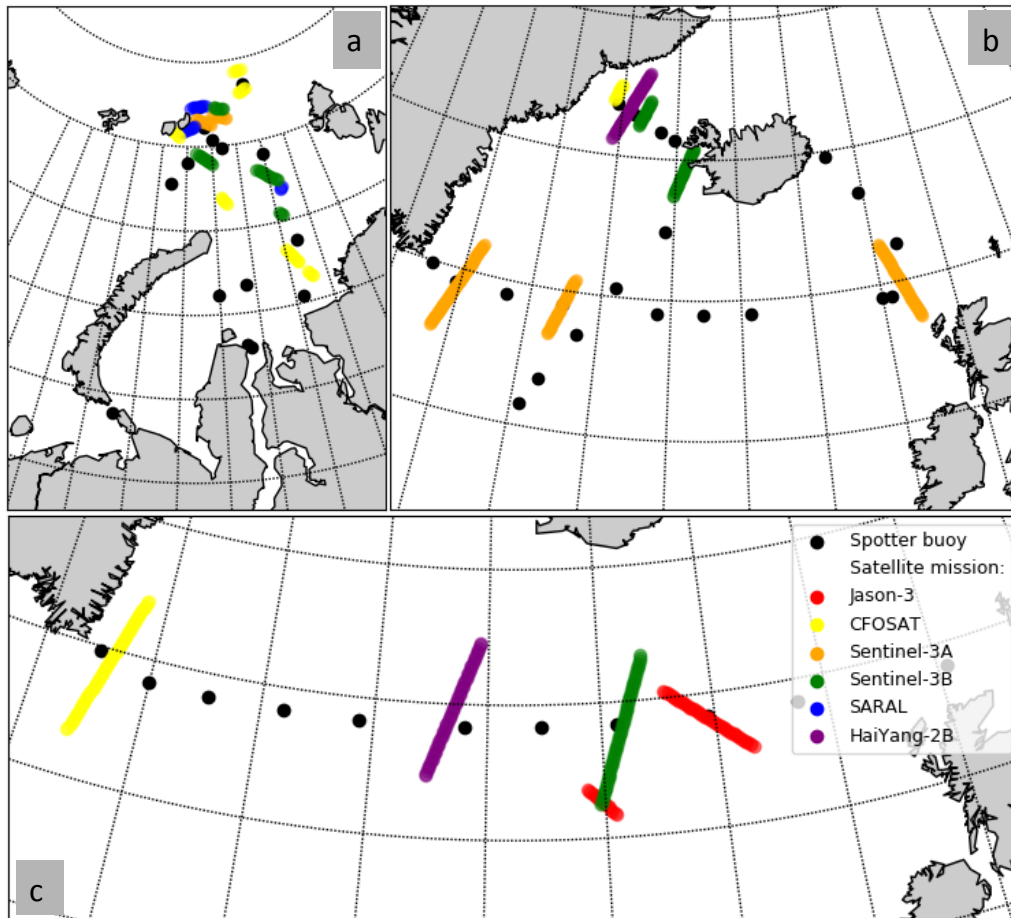 a
b
Spotter buoy
Satellite mission:
Jason-3
CFOSAT
Sentinel-3A
Sentinel-3B
SARAL
HaiYang-2B
c